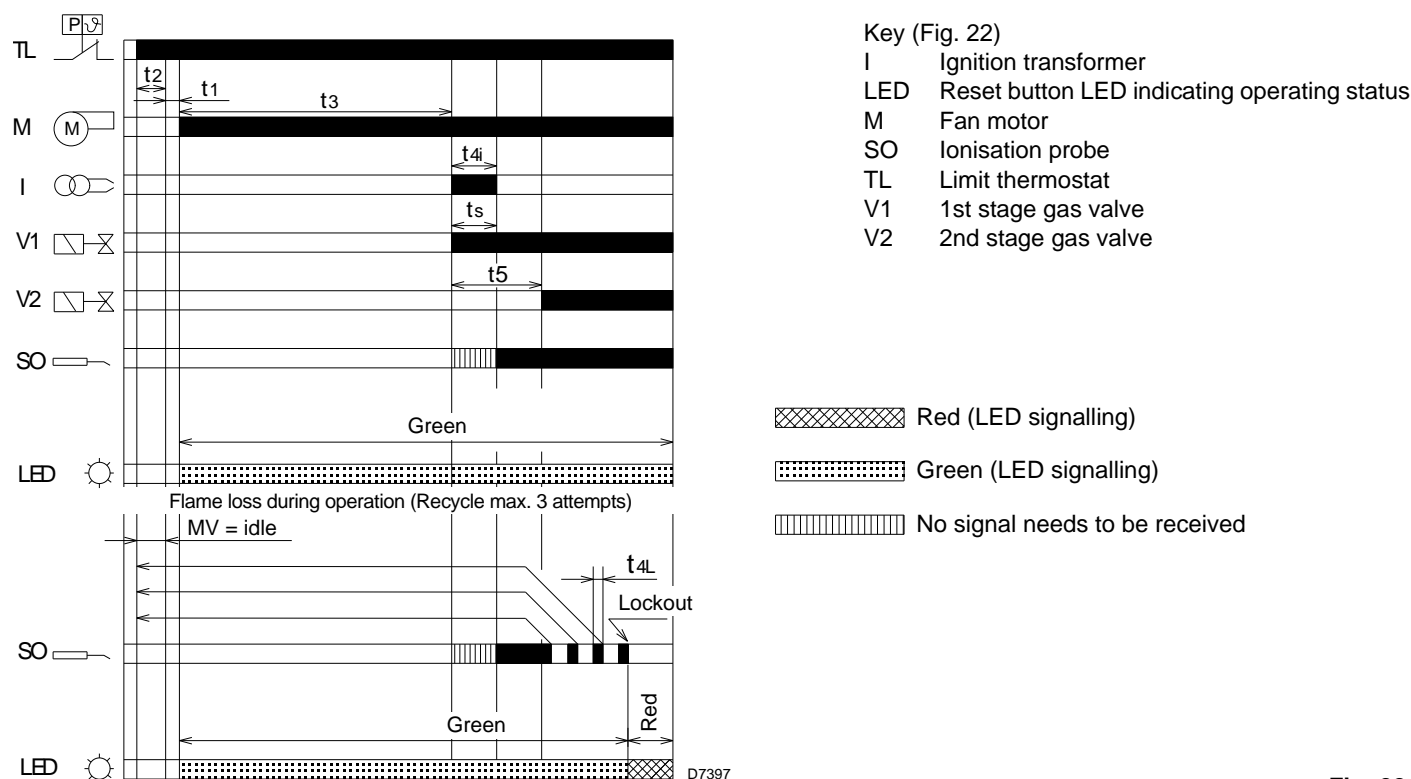 P ϑ
TL
t2
t1
t3
M M
t4i
I
ts
V1
t5
V2
SO
Green
LED
Flame loss during operation (Recycle max. 3 attempts)
MV = idle
t4L
Lockout
SO
Green
Red
LED
D7397
Key (Fig. 22)
I Ignition transformer
LED Reset button LED indicating operating status
M Fan motor
SO Ionisation probe
TL Limit thermostat
V1 1st stage gas valve
V2 2nd stage gas valve
Red (LED signalling)
Green (LED signalling)
No signal needs to be received